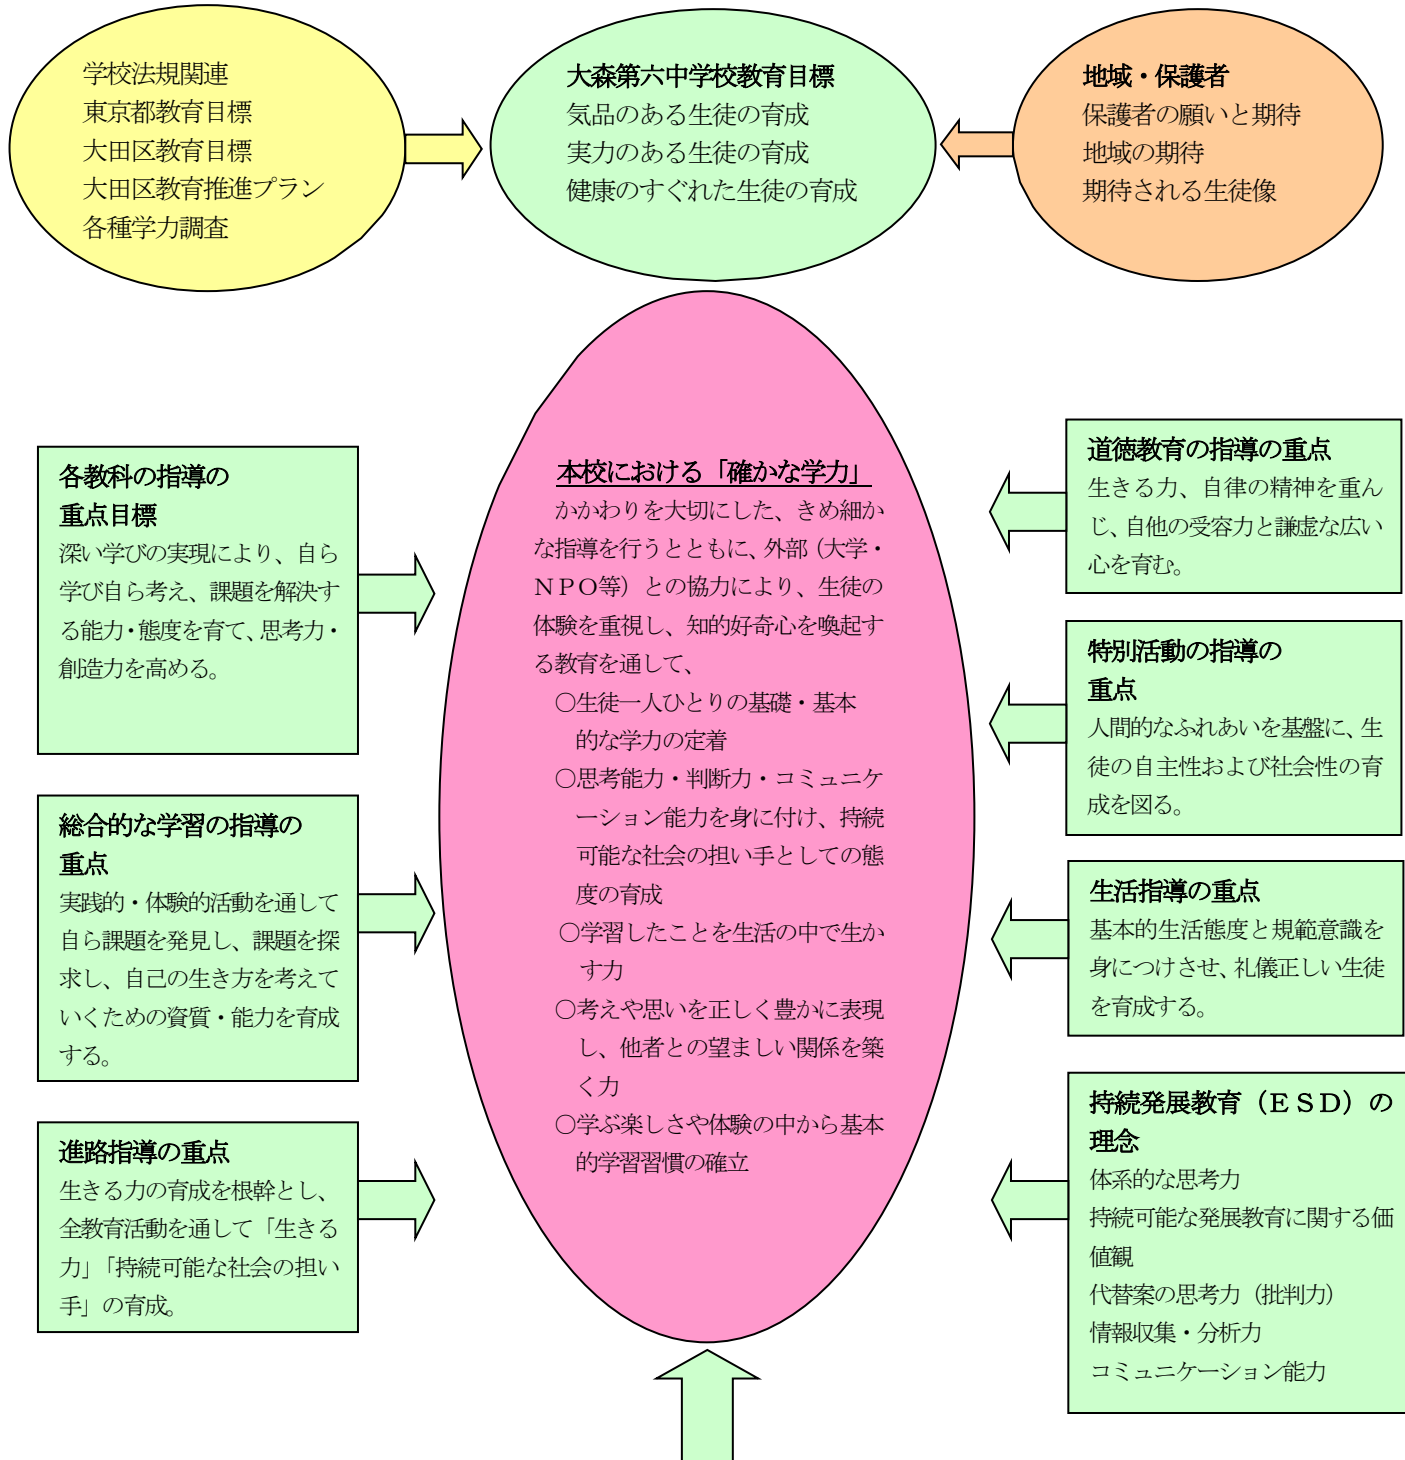 学校法規関連
東京都教育目標
大田区教育目標
大田区教育推進プラン
各種学力調査
大森第六中学校教育目標
気品のある生徒の育成
実力のある生徒の育成
健康のすぐれた生徒の育成
地域・保護者
保護者の願いと期待
地域の期待
期待される生徒像
各教科の指導の
重点目標
深い学びの実現により、自ら
学び自ら考え、課題を解決す
る能力・態度を育て、思考力・
創造力を高める。
総合的な学習の指導の
重点
実践的・体験的活動を通して
自ら課題を発見し、課題を探
求し、自己の生き方を考えて
いくための資質・能力を育成
する。
進路指導の重点
生きる力の育成を根幹とし、
全教育活動を通して「生きる
力」「持続可能な社会の担い
手」の育成。
本校における「確かな学力」
かかわりを大切にした、きめ細か
な指導を行うとともに、外部（大学・
ＮＰＯ等）との協力により、生徒の
体験を重視し、知的好奇心を喚起す
る教育を通して、
○生徒一人ひとりの基礎・基本
的な学力の定着
○思考能力・判断力・コミュニケ
ーション能力を身に付け、持続
可能な社会の担い手としての態
度の育成
○学習したことを生活の中で生か
す力
○考えや思いを正しく豊かに表現
し、他者との望ましい関係を築
く力
○学ぶ楽しさや体験の中から基本
的学習習慣の確立
道徳教育の指導の重点
生きる力、自律の精神を重ん
じ、自他の受容力と謙虚な広い
心を育む。
特別活動の指導の
重点
人間的なふれあいを基盤に、生
徒の自主性および社会性の育
成を図る。
生活指導の重点
基本的生活態度と規範意識を
身につけさせ、礼儀正しい生徒
を育成する。
持続発展教育（ＥＳＤ）の
理念
体系的な思考力
持続可能な発展教育に関する価
値観
代替案の思考力（批判力）
情報収集・分析力
コミュニケーション能力